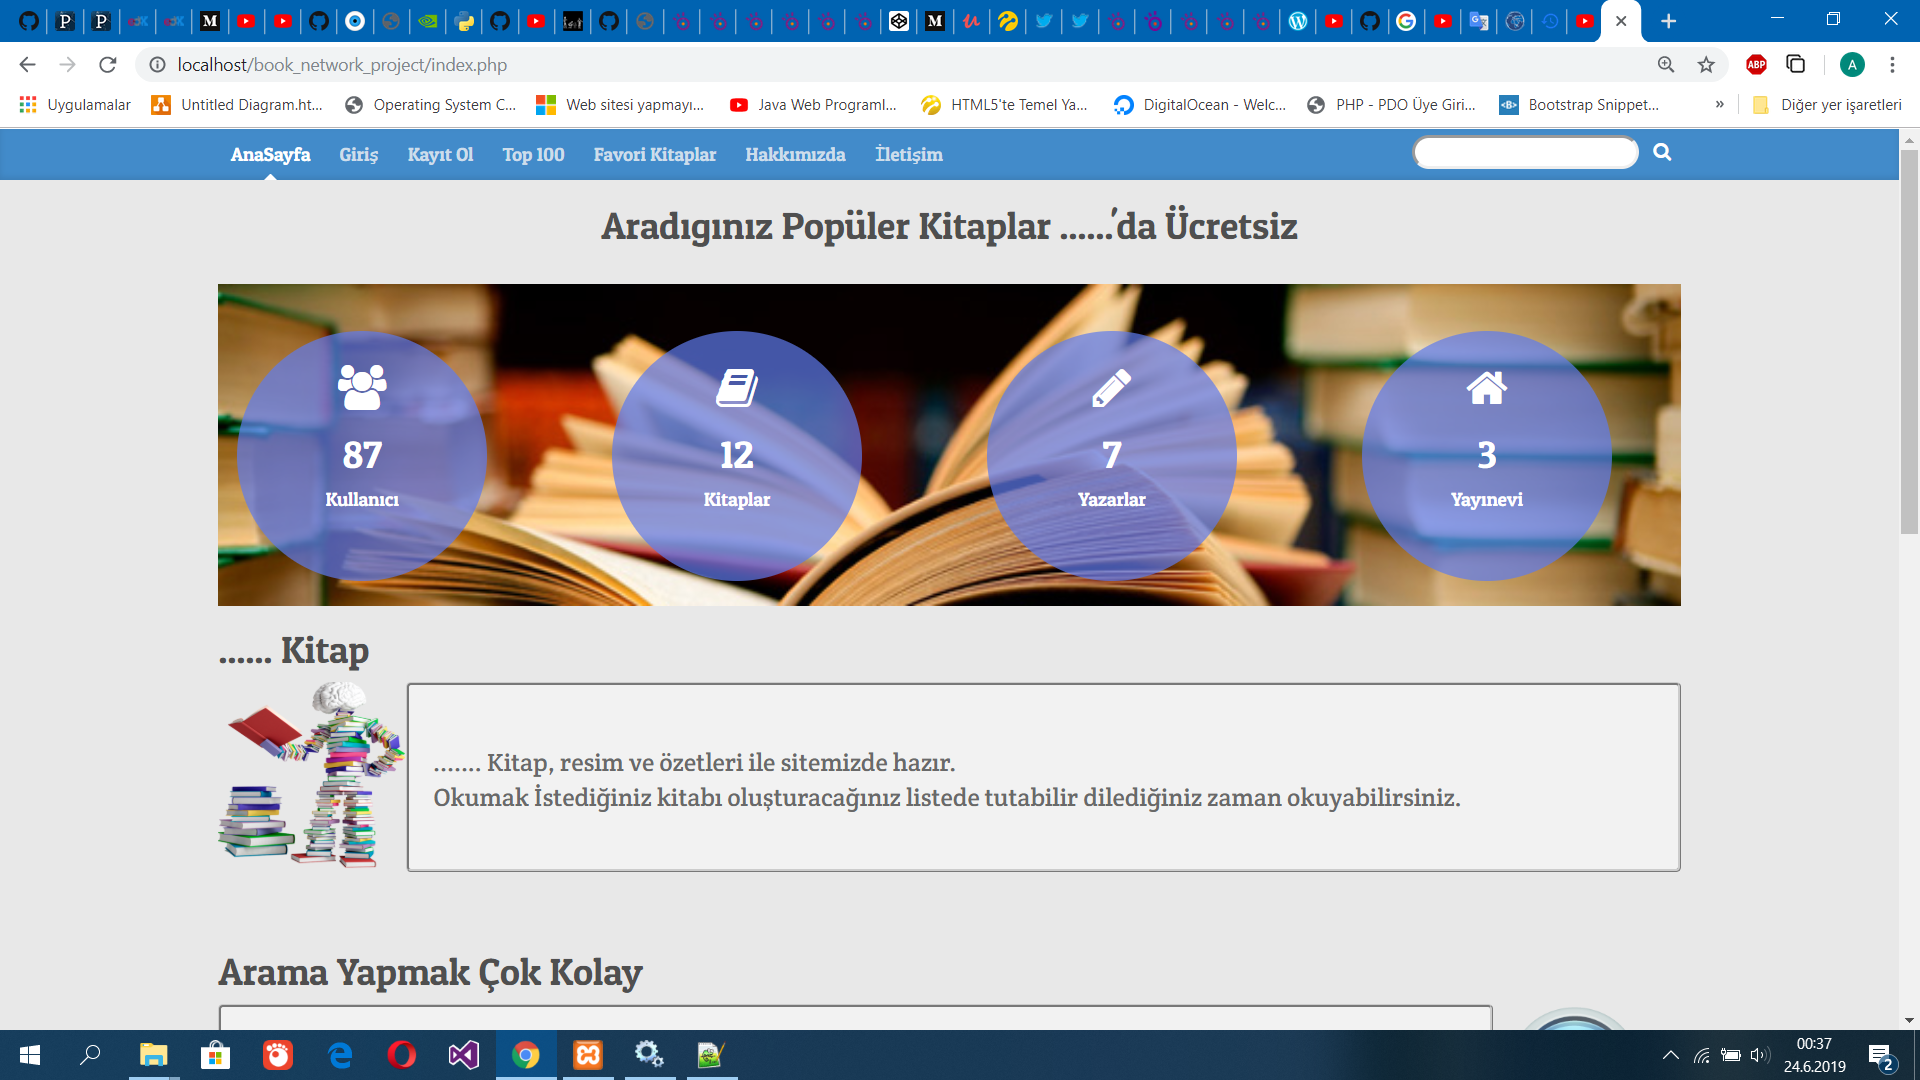 localhost/book_network_project/index.php
ABP
A
Uygulamalar
Untitled Diagram.ht...
Operating System C...
Web sitesi yapmayı...
Java Web Programl...
HTML5'te Temel Ya...
DigitalOcean - Welc...
PHP - PDO Üye Giri...
Bootstrap Snippet...
»
Diğer yer işaretleri
AnaSayfa
Giriş
Kayıt Ol
Top 100
Favori Kitaplar
Hakkımızda
İletişim
Aradıgınız Popüler Kitaplar ......'da Ücretsiz
87
Kullanıcı
12
Kitaplar
7
Yazarlar
3
Yayınevi
...... Kitap
....... Kitap, resim ve özetleri ile sitemizde hazır.
Okumak İstediğiniz kitabı oluşturacağınız listede tutabilir dilediğiniz zaman okuyabilirsiniz.
Arama Yapmak Çok Kolay
00:37
24.6.2019
2